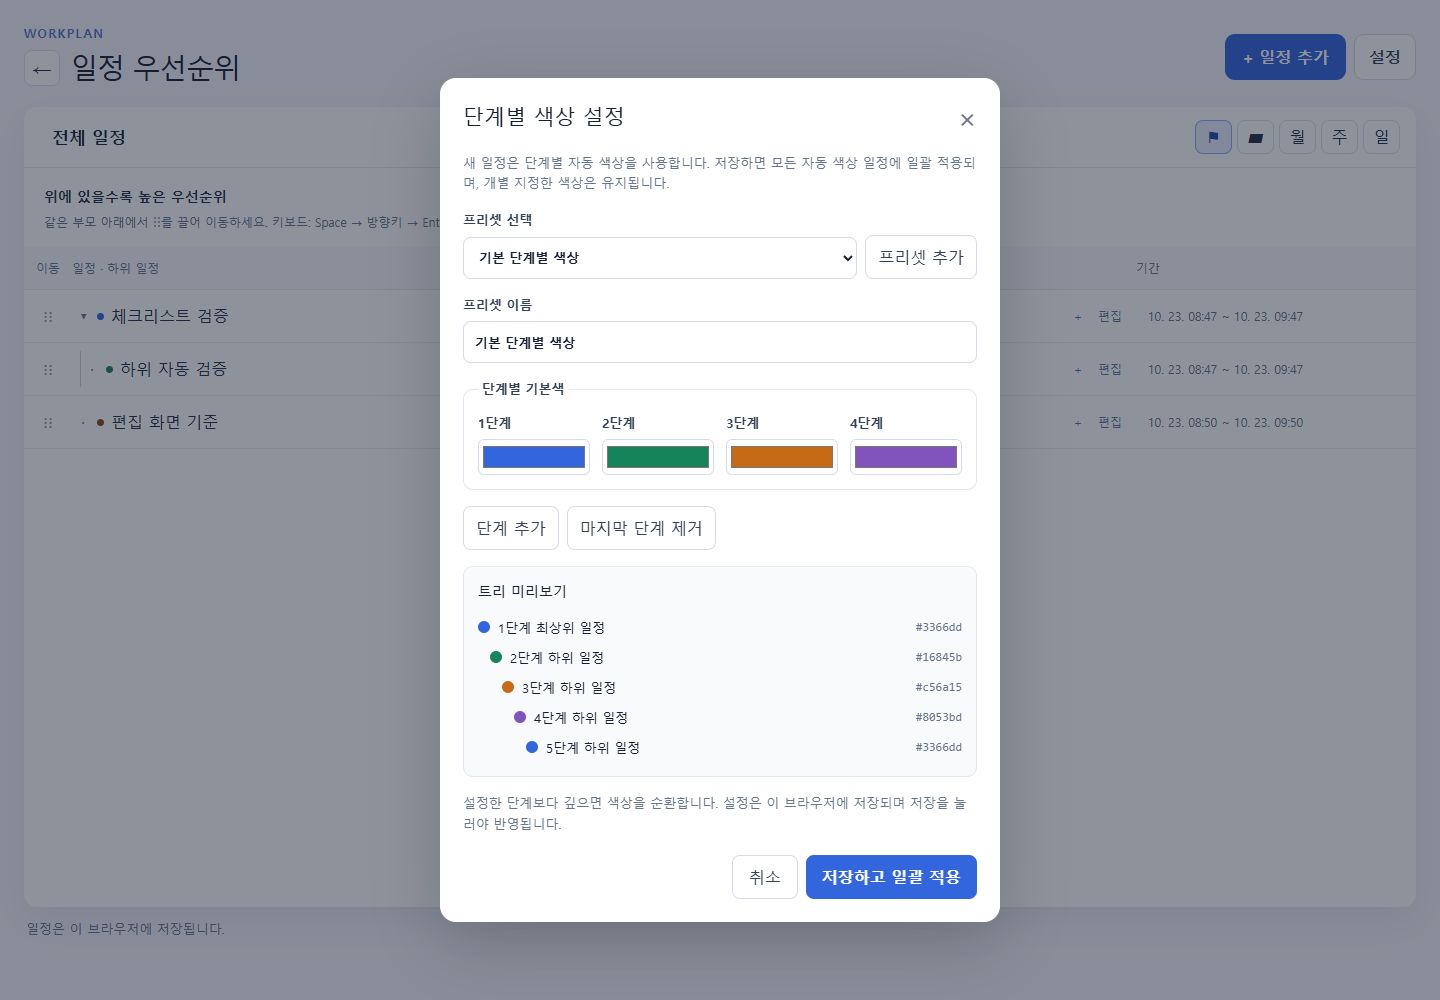 WORKPLAN
← 일정 우선순위
+ 일정 추가
설정
전체 일정
월
주
일
위에 있을수록 높은 우선순위
같은 부모 아래에서 ⠿를 끌어 이동하세요. 키보드: Space → 방향키 → Ent
이동 일정 · 하위 일정
기간
체크리스트 검증
+ 편집 10. 23. 08:47 ~ 10. 23. 09:47
하위 자동 검증
+ 편집 10. 23. 08:47 ~ 10. 23. 09:47
편집 화면 기준
+ 편집 10. 23. 08:50 ~ 10. 23. 09:50
일정은 이 브라우저에 저장됩니다.
단계별 색상 설정
×
새 일정은 단계별 자동 색상을 사용합니다. 저장하면 모든 자동 색상 일정에 일괄 적용되
며, 개별 지정한 색상은 유지됩니다.
프리셋 선택
기본 단계별 색상
프리셋 추가
프리셋 이름
기본 단계별 색상
단계별 기본색
1단계 2단계 3단계 4단계
단계 추가
마지막 단계 제거
트리 미리보기
1단계 최상위 일정 #3366dd
2단계 하위 일정 #16845b
3단계 하위 일정 #c56a15
4단계 하위 일정 #8053bd
5단계 하위 일정 #3366dd
설정한 단계보다 깊으면 색상을 순환합니다. 설정은 이 브라우저에 저장되며 저장을 눌
러야 반영됩니다.
취소
저장하고 일괄 적용